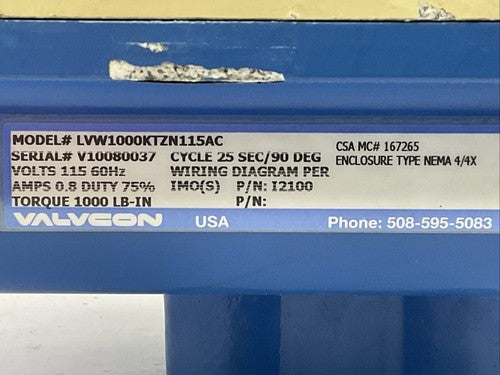 MODEL# LVW1000KTZN115AC
SERIAL# V10080037 CYCLE 25 SEC/90 DEG
VOLTS 115 60Hz WIRING DIAGRAM PER
AMPS 0.8 DUTY 75% IMO(S) P/N: I2100
TORQUE 1000 LB-IN P/N:
CSA MC# 167265
ENCLOSURE TYPE NEMA 4/4X
VALVCON USA Phone: 508-595-5083